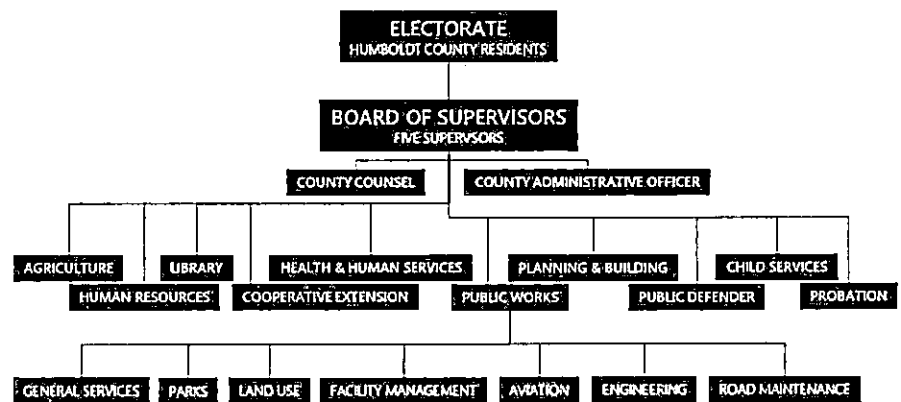 ELECTORATE
HUMBOLDT COUNTY RESIDENTS
BOARD OF SUPERVISORS
FIVE SUPERVSORS
COUNTY COUNSEL
COUNTY ADMINISTRATIVE OFFICER
AGRICULTURE
LIBRARY
HEALTH & HUMAN SERVICES
PLANNING & BUILDING
CHILD SERVICES
HUMAN RESOURCES
COOPERATIVE EXTENSION
PUBLIC WORKS
PUBLIC DEFENDER
PROBATION
GENERAL SERVICES
PARKS
LAND USE
FACILITY MANAGEMENT
AVIATION
ENGINEERING
ROAD MAINTENANCE